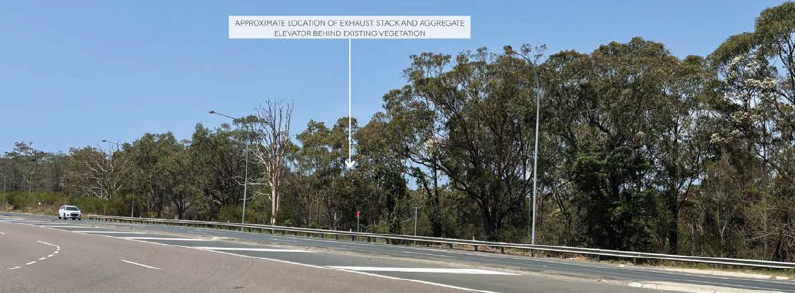 APPROXIMATE LOCATION OF EXHAUST STACK AND AGGREGATE
ELEVATOR BEHIND EXISTING VEGETATION